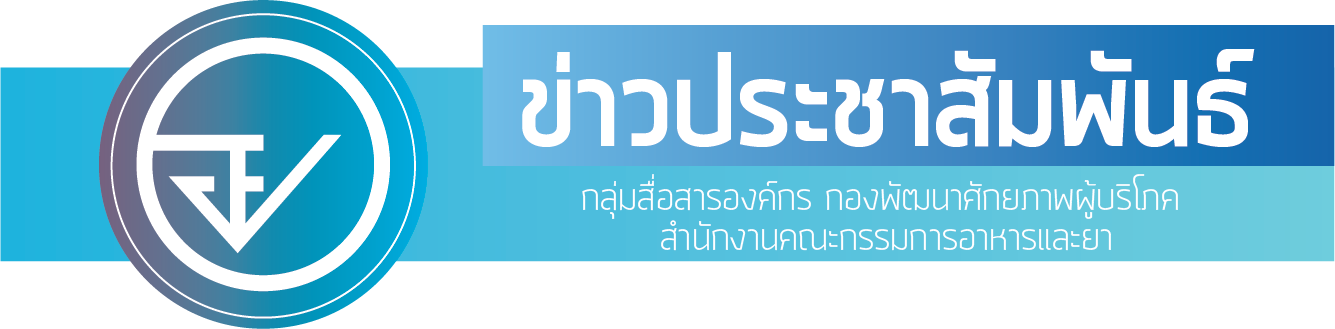 ข่าวประชาสัมพันธ์
กลุ่มสื่อสารองค์กร กองพัฒนาศักยภาพผู้บริโภค
สำนักงานคณะกรรมการอาหารและยา